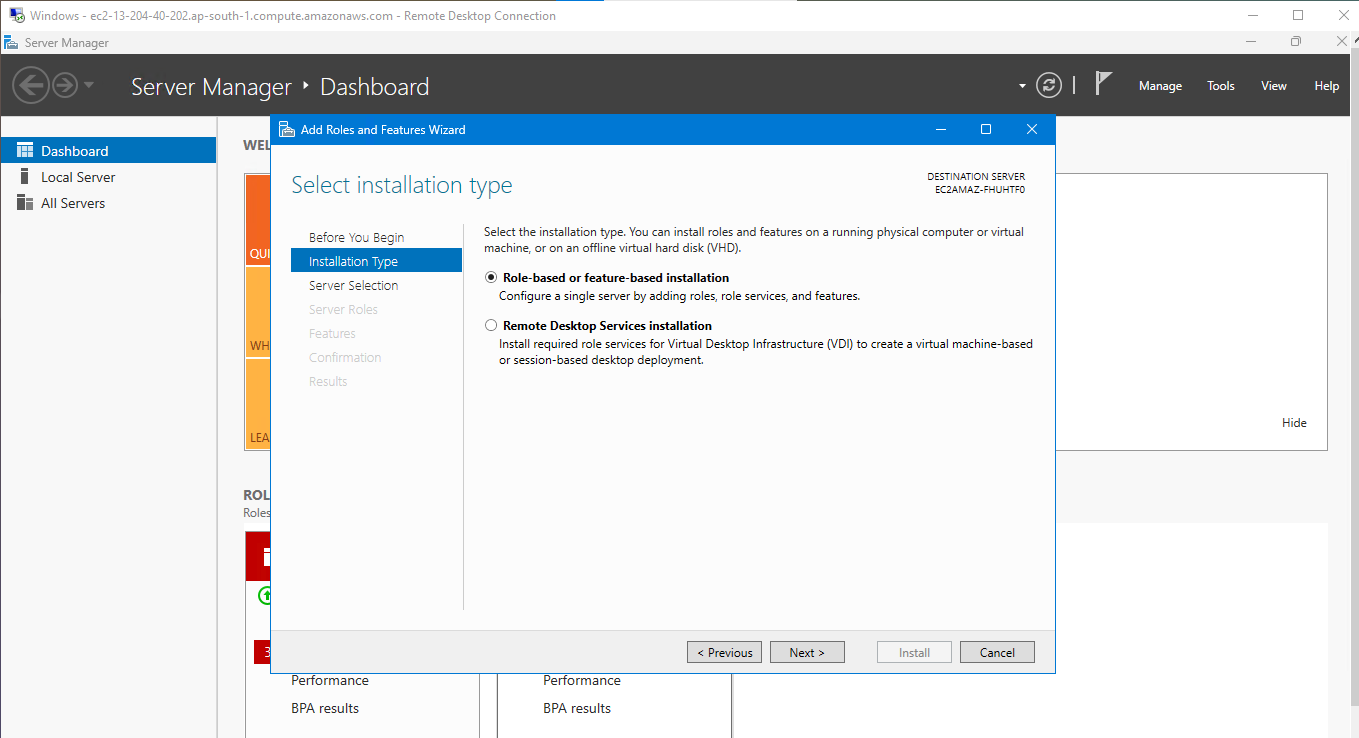 Windows - ec2-13-204-40-202.ap-south-1.compute.amazonaws.com - Remote Desktop Connection
Server Manager
Server Manager ‣ Dashboard
Manage Tools View Help
Dashboard
Local Server
All Servers
WEL
QUI
WH
LEA
Hide
ROL
Roles
3
Performance
BPA results
Performance
BPA results
Add Roles and Features Wizard
Select installation type
DESTINATION SERVER
EC2AMAZ-FHUHTF0
Before You Begin
Installation Type
Server Selection
Server Roles
Features
Confirmation
Results
Select the installation type. You can install roles and features on a running physical computer or virtual
machine, or on an offline virtual hard disk (VHD).
Role-based or feature-based installation
Configure a single server by adding roles, role services, and features.
Remote Desktop Services installation
Install required role services for Virtual Desktop Infrastructure (VDI) to create a virtual machine-based
or session-based desktop deployment.
< Previous
Next >
Install
Cancel